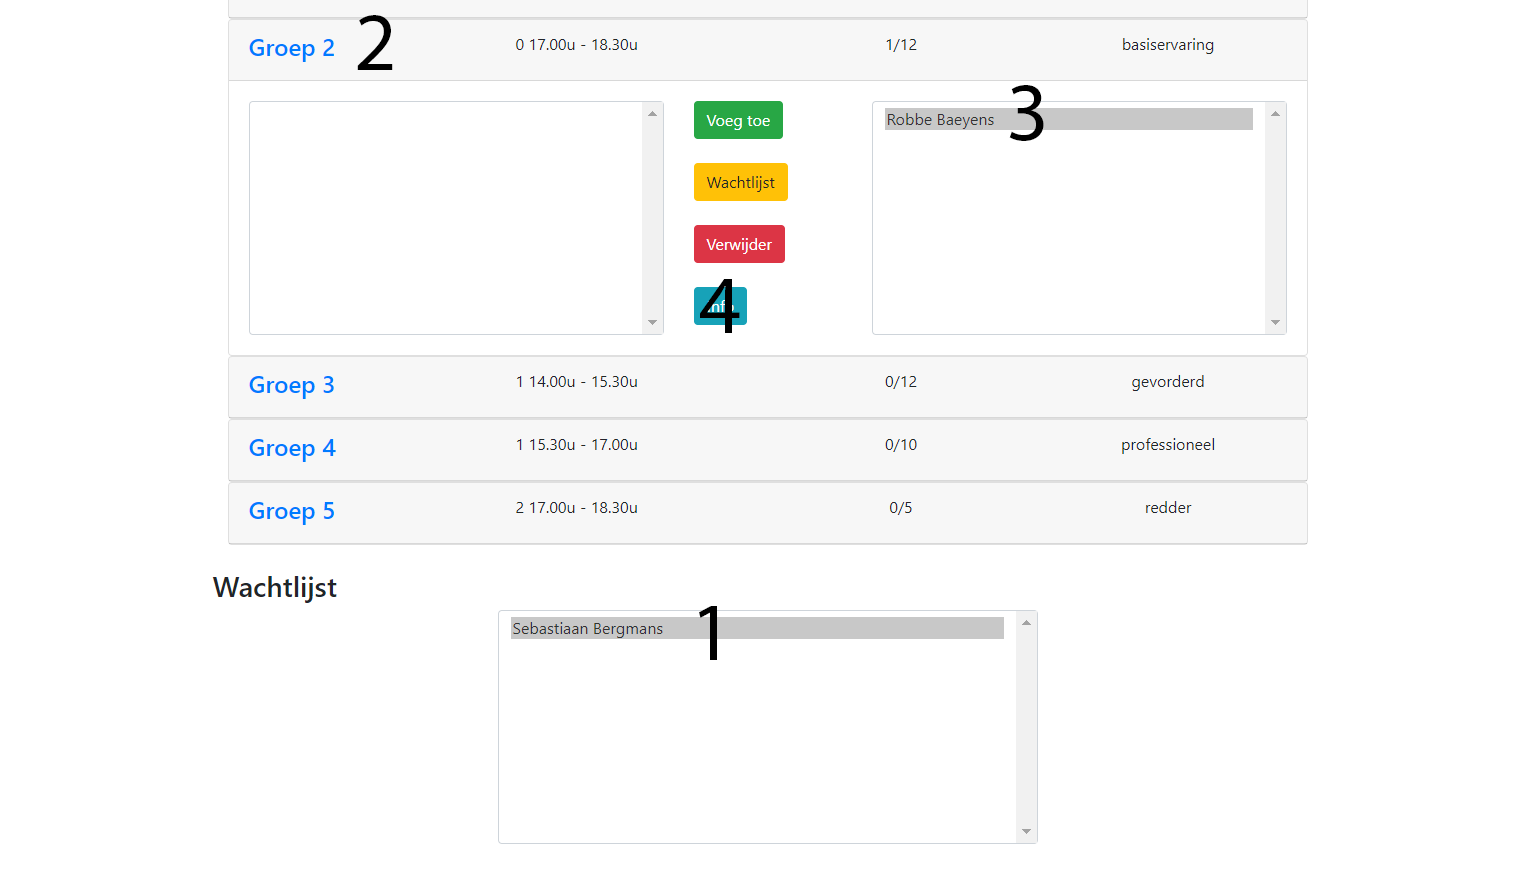 Groep 2 2 0 17.00u - 18.30u 1/12 basiservaring
Voeg toe Robbe Baeyens 3
Wachtlijst
Verwijder
Info 4
Groep 3 1 14.00u - 15.30u 0/12 gevorderd
Groep 4 1 15.30u - 17.00u 0/10 professioneel
Groep 5 2 17.00u - 18.30u 0/5 redder
Wachtlijst
Sebastiaan Bergmans 1